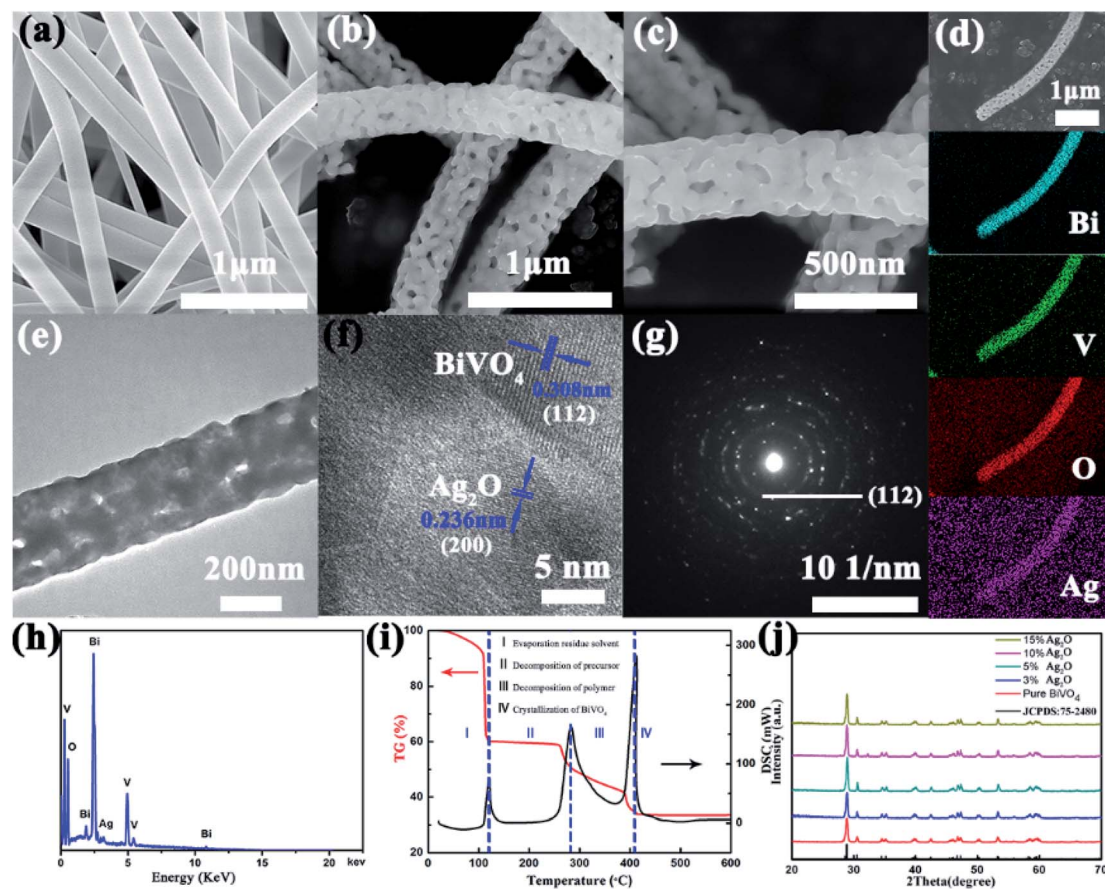 (a)
1μm
(b)
1μm
(c)
500nm
(d)
1μm
Bi
V
O
Ag
(e)
200nm
(f)
BiVO₄
0.308nm
(112)
Ag₂O
0.236nm
(200)
5 nm
(g)
(112)
10 1/nm
(h)
V
O
Bi
Bi
Ag
V
V
Bi
0
5
10
15
20
kev
Energy (KeV)
(i)
I Evaporation residue solvent
II Decomposition of precursor
III Decomposition of polymer
IV Crystallization of BiVO₄
I
II
III
IV
100
80
60
40
20
TG (%)
0
100
200
300
400
500
600
Temperature (°C)
300
200
100
0
DSC (mW)
(j)
15%Ag₂O
10%Ag₂O
5% Ag₂O
3% Ag₂O
Pure BiVO₄
JCPDS:75-2480
Intensity (a.u.)
20
30
40
50
60
70
2Theta(degree)